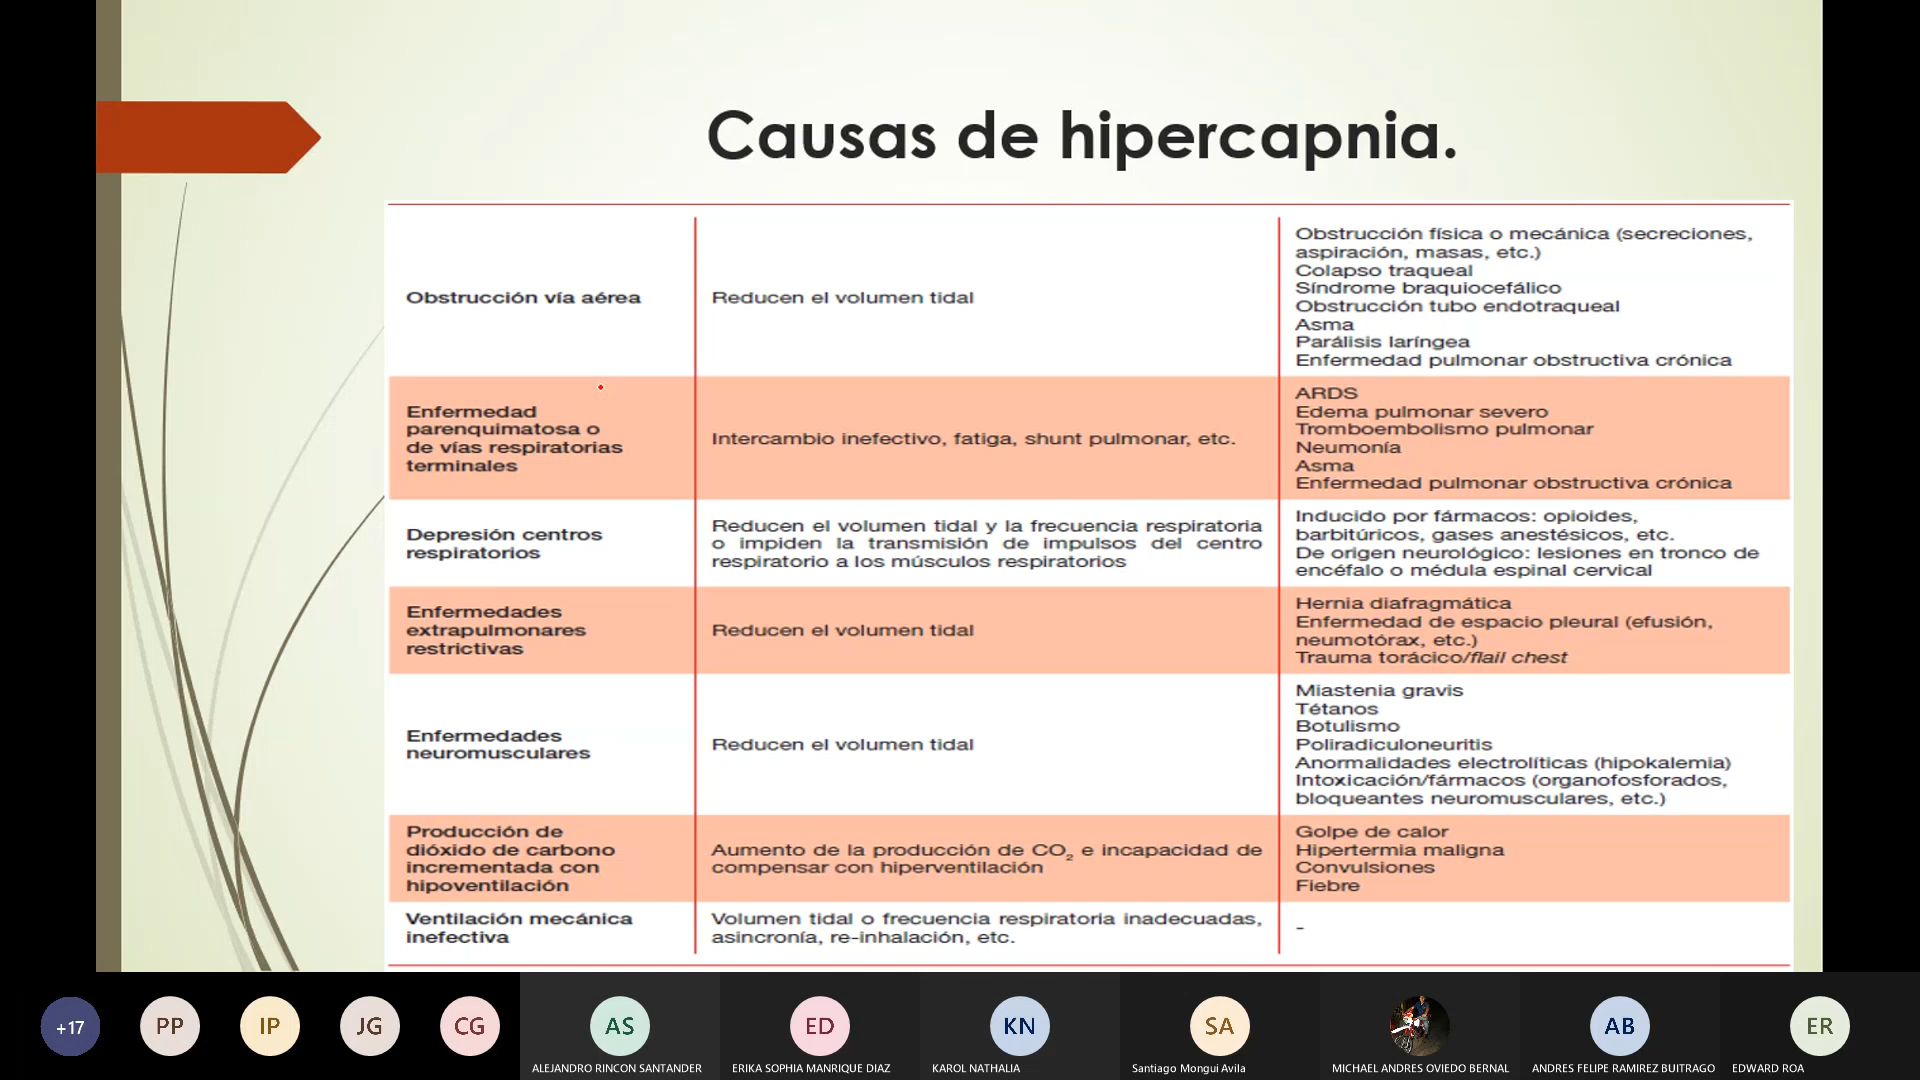 Causas de hipercapnia.
Obstrucción vía aérea
Reducen el volumen tidal
Obstrucción física o mecánica (secreciones,
aspiración, masas, etc.)
Colapso traqueal
Síndrome braquiocefálico
Obstrucción tubo endotraqueal
Asma
Parálisis laríngea
Enfermedad pulmonar obstructiva crónica
Enfermedad
parenquimatosa o
de vías respiratorias
terminales
Intercambio inefectivo, fatiga, shunt pulmonar, etc.
ARDS
Edema pulmonar severo
Tromboembolismo pulmonar
Neumonía
Asma
Enfermedad pulmonar obstructiva crónica
Depresión centros
respiratorios
Reducen el volumen tidal y la frecuencia respiratoria
o impiden la transmisión de impulsos del centro
respiratorio a los músculos respiratorios
Inducido por fármacos: opioides,
barbitúricos, gases anestésicos, etc.
De origen neurológico: lesiones en tronco de
encéfalo o médula espinal cervical
Enfermedades
extrapulmonares
restrictivas
Reducen el volumen tidal
Hernia diafragmática
Enfermedad de espacio pleural (efusión,
neumotórax, etc.)
Trauma torácico/flail chest
Enfermedades
neuromusculares
Reducen el volumen tidal
Miastenia gravis
Tétanos
Botulismo
Poliradiculoneuritis
Anormalidades electrolíticas (hipokalemia)
Intoxicación/fármacos (organofosforados,
bloqueantes neuromusculares, etc.)
Producción de
dióxido de carbono
incrementada con
hipoventilación
Aumento de la producción de CO₂ e incapacidad de
compensar con hiperventilación
Golpe de calor
Hipertermia maligna
Convulsiones
Fiebre
Ventilación mecánica
inefectiva
Volumen tidal o frecuencia respiratoria inadecuadas,
asincronía, re-inhalación, etc.
-
+17
PP
IP
JG
CG
AS
ED
KN
SA
AB
ER
ALEJANDRO RINCON SANTANDER
ERIKA SOPHIA MANRIQUE DIAZ
KAROL NATHALIA
Santiago Mongui Avila
MICHAEL ANDRES OVIEDO BERNAL
ANDRES FELIPE RAMIREZ BUITRAGO
EDWARD ROA